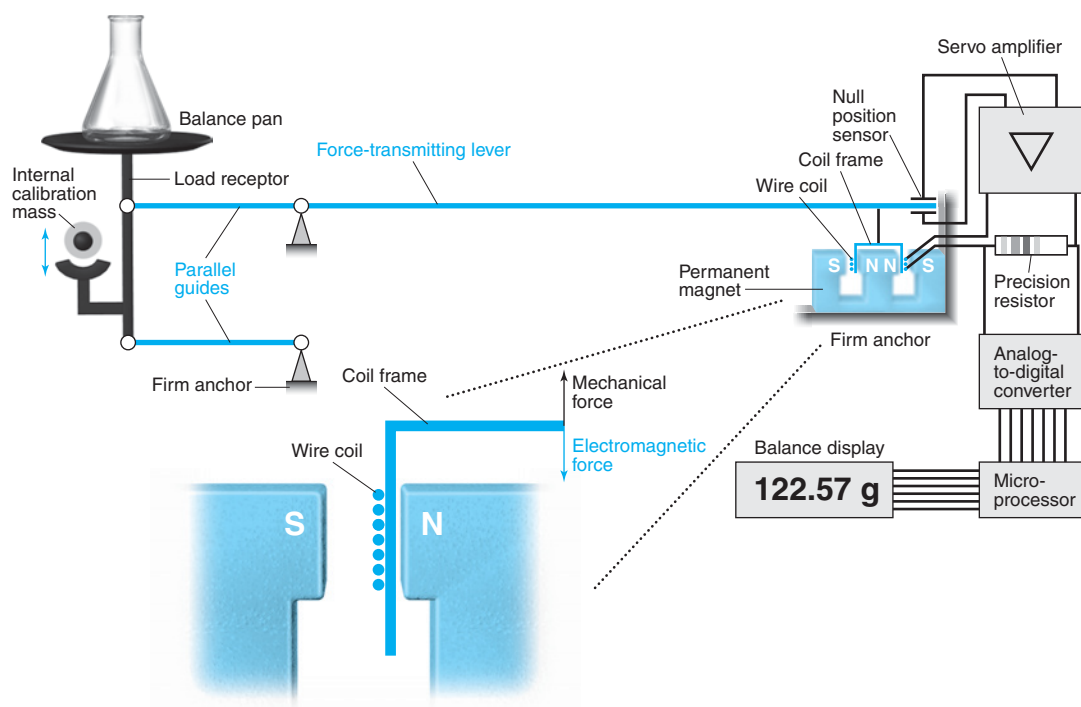 Servo amplifier
Balance pan
Null
position
sensor
Force-transmitting lever
Coil frame
Internal
calibration
mass
Load receptor
Wire coil
S
N
N
S
Parallel
guides
Permanent
magnet
Precision
resistor
Firm anchor
Analog-
to-digital
converter
Firm anchor
Coil frame
Mechanical
force
Wire coil
Electromagnetic
force
Balance display
122.57 g
Micro-
processor
S
N